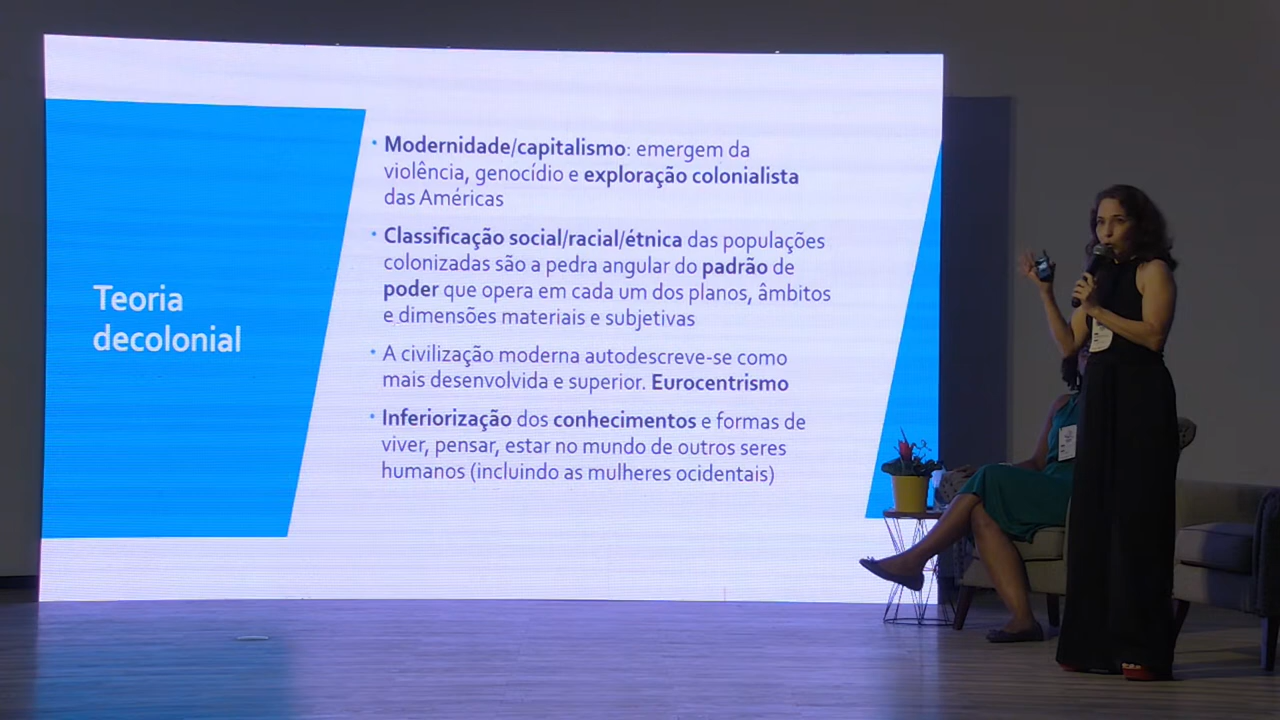 Teoria
decolonial
• Modernidade/capitalismo: emergem da
violência, genocídio e exploração colonialista
das Américas
• Classificação social/racial/étnica das populações
colonizadas são a pedra angular do padrão de
poder que opera em cada um dos planos, âmbitos
e dimensões materiais e subjetivas
• A civilização moderna autodescreve-se como
mais desenvolvida e superior. Eurocentrismo
• Inferiorização dos conhecimentos e formas de
viver, pensar, estar no mundo de outros seres
humanos (incluindo as mulheres ocidentais)